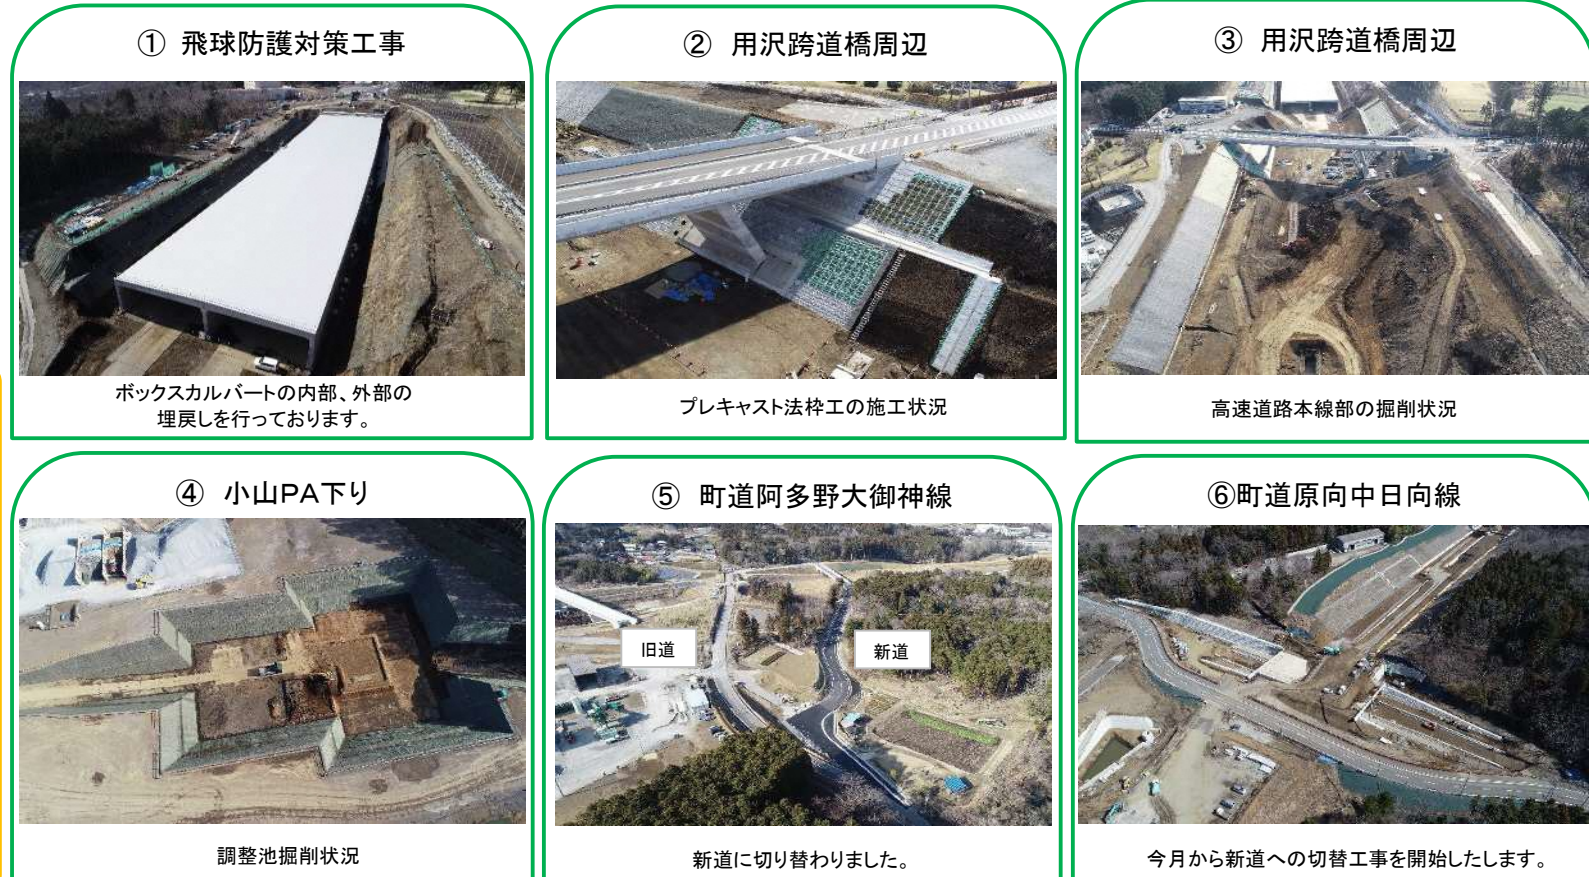 ① 飛球防護対策工事
② 用沢跨道橋周辺
③ 用沢跨道橋周辺
ボックスカルバートの内部、外部の
埋戻しを行っております。
プレキャスト法枠工の施工状況
高速道路本線部の掘削状況
④ 小山PA下り
⑤ 町道阿多野大御神線
⑥町道原向中日向線
旧道
新道
調整池掘削状況
新道に切り替わりました。
今月から新道への切替工事を開始したします。